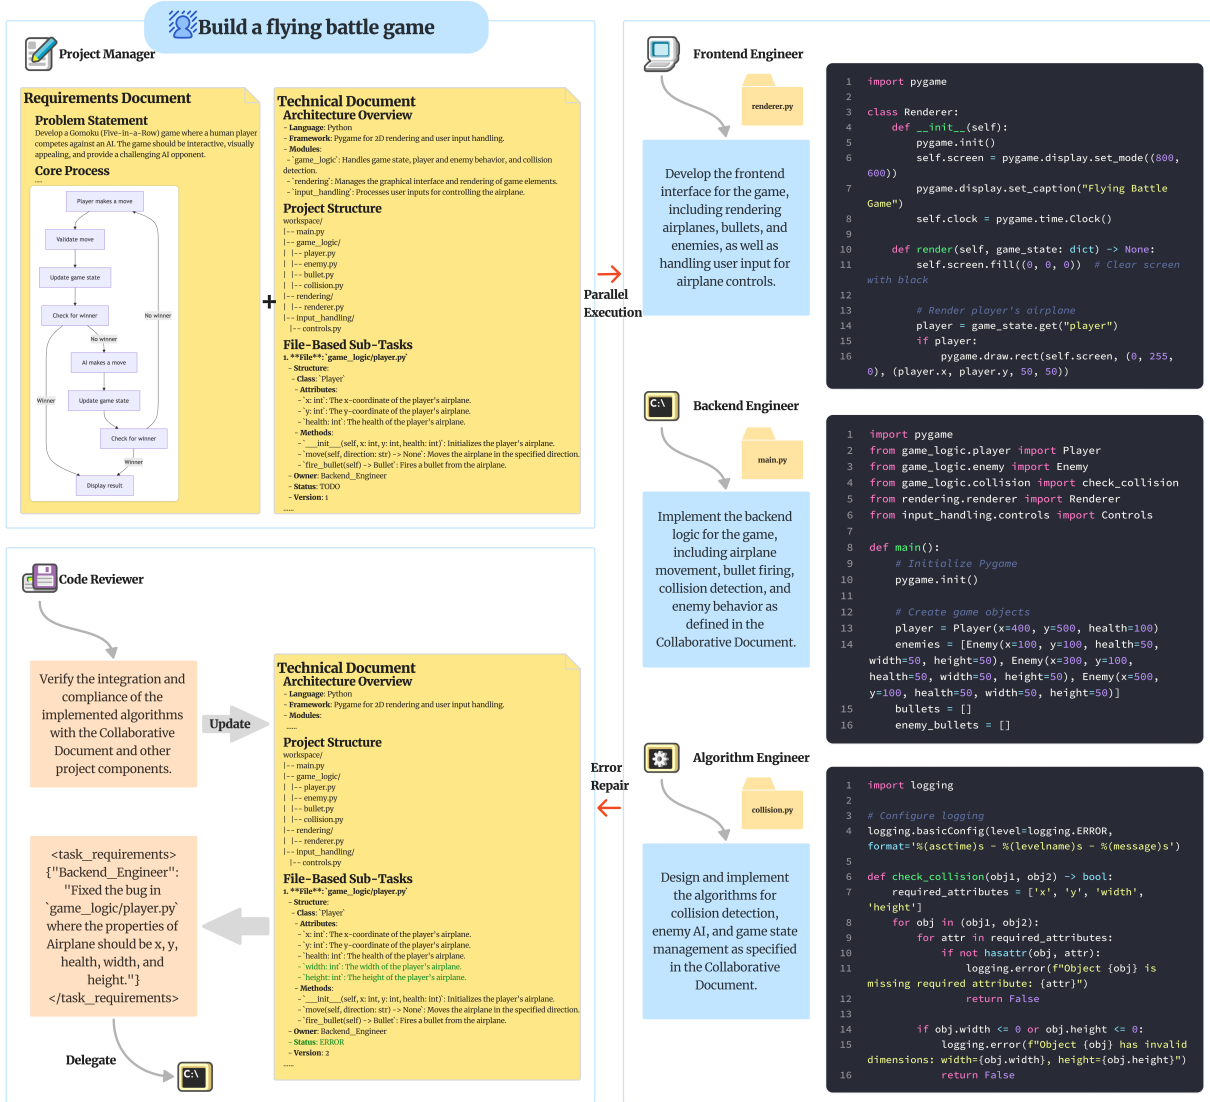 Build a flying battle game
Project Manager
Requirements Document
Problem Statement
Develop a Gomoku (Five-in-a-Row) game where a human player
competes against an AI. The game should be interactive, visually
appealing, and provide a challenging AI opponent.
Core Process
....
Player makes a move
Validate move
Update game state
Check for winner
No winner
No winner
AI makes a move
Winner
Update game state
Check for winner
Winner
Display result
+
Technical Document
Architecture Overview
- Language: Python
- Framework: Pygame for 2D rendering and user input handling.
- Modules:
- `game_logic`: Handles game state, player and enemy behavior, and collision
detection.
- `rendering`: Manages the graphical interface and rendering of game elements.
- `input_handling`: Processes user inputs for controlling the airplane.
Project Structure
workspace/
|-- main.py
|-- game_logic/
| |-- player.py
| |-- enemy.py
| |-- bullet.py
| |-- collision.py
|-- rendering/
| |-- renderer.py
|-- input_handling/
|-- controls.py
File-Based Sub-Tasks
1. **File**:`game_logic/player.py`
- Structure:
- Class: `Player`
- Attributes:
- `x: int`: The x-coordinate of the player's airplane.
- `y: int`: The y-coordinate of the player's airplane.
- `health: int`: The health of the player's airplane.
- Methods:
- `__init__(self, x: int, y: int, health: int)`: Initializes the player's airplane.
- `move(self, direction: str) -> None`: Moves the airplane in the specified direction.
- `fire_bullet(self) -> Bullet`: Fires a bullet from the airplane.
- Owner: Backend_Engineer
- Status: TODO
- Version: 1
......
Parallel
Execution
Frontend Engineer
renderer.py
Develop the frontend
interface for the game,
including rendering
airplanes, bullets, and
enemies, as well as
handling user input for
airplane controls.
1 import pygame
2
3 class Renderer:
4 def __init__(self):
5 pygame.init()
6 self.screen = pygame.display.set_mode((800,
600))
7 pygame.display.set_caption("Flying Battle
Game")
8 self.clock = pygame.time.Clock()
9
10 def render(self, game_state: dict) -> None:
11 self.screen.fill((0, 0, 0)) # Clear screen
with black
12
13 # Render player's airplane
14 player = game_state.get("player")
15 if player:
16 pygame.draw.rect(self.screen, (0, 255,
0), (player.x, player.y, 50, 50))
C:\
Backend Engineer
main.py
Implement the backend
logic for the game,
including airplane
movement, bullet firing,
collision detection, and
enemy behavior as
defined in the
Collaborative Document.
1 import pygame
2 from game_logic.player import Player
3 from game_logic.enemy import Enemy
4 from game_logic.collision import check_collision
5 from rendering.renderer import Renderer
6 from input_handling.controls import Controls
7
8 def main():
9 # Initialize Pygame
10 pygame.init()
11
12 # Create game objects
13 player = Player(x=400, y=500, health=100)
14 enemies = [Enemy(x=100, y=100, health=50,
width=50, height=50), Enemy(x=300, y=100,
health=50, width=50, height=50), Enemy(x=500,
y=100, health=50, width=50, height=50)]
15 bullets = []
16 enemy_bullets = []
Algorithm Engineer
collision.py
Design and implement
the algorithms for
collision detection,
enemy AI, and game state
management as specified
in the Collaborative
Document.
1 import logging
2
3 # Configure logging
4 logging.basicConfig(level=logging.ERROR,
format='%(asctime)s - %(levelname)s - %(message)s')
5
6 def check_collision(obj1, obj2) -> bool:
7 required_attributes = ['x', 'y', 'width',
'height']
8 for obj in (obj1, obj2):
9 for attr in required_attributes:
10 if not hasattr(obj, attr):
11 logging.error(f"Object {obj} is
missing required attribute: {attr}")
12 return False
13
14 if obj.width <= 0 or obj.height <= 0:
15 logging.error(f"Object {obj} has invalid
dimensions: width={obj.width}, height={obj.height}")
16 return False
Error
Repair
Code Reviewer
Verify the integration and
compliance of the
implemented algorithms
with the Collaborative
Document and other
project components.
Update
Technical Document
Architecture Overview
- Language: Python
- Framework: Pygame for 2D rendering and user input handling.
- Modules:
......
Project Structure
workspace/
|-- main.py
|-- game_logic/
| |-- player.py
| |-- enemy.py
| |-- bullet.py
| |-- collision.py
|-- rendering/
| |-- renderer.py
|-- input_handling/
|-- controls.py
File-Based Sub-Tasks
1. **File**:`game_logic/player.py`
- Structure:
- Class: `Player`
- Attributes:
- `x: int`: The x-coordinate of the player's airplane.
- `y: int`: The y-coordinate of the player's airplane.
- `health: int`: The health of the player's airplane.
- `width: int`: The width of the player's airplane.
- `height: int`: The height of the player's airplane.
- Methods:
- `__init__(self, x: int, y: int, health: int)`: Initializes the player's airplane.
- `move(self, direction: str) -> None`: Moves the airplane in the specified direction.
- `fire_bullet(self) -> Bullet`: Fires a bullet from the airplane.
- Owner: Backend_Engineer
- Status: ERROR
- Version: 2
......
<task_requirements>
{"Backend_Engineer":
"Fixed the bug in
`game_logic/player.py`
where the properties of
Airplane should be x, y,
health, width, and
height."}
</task_requirements>
Delegate
C:\